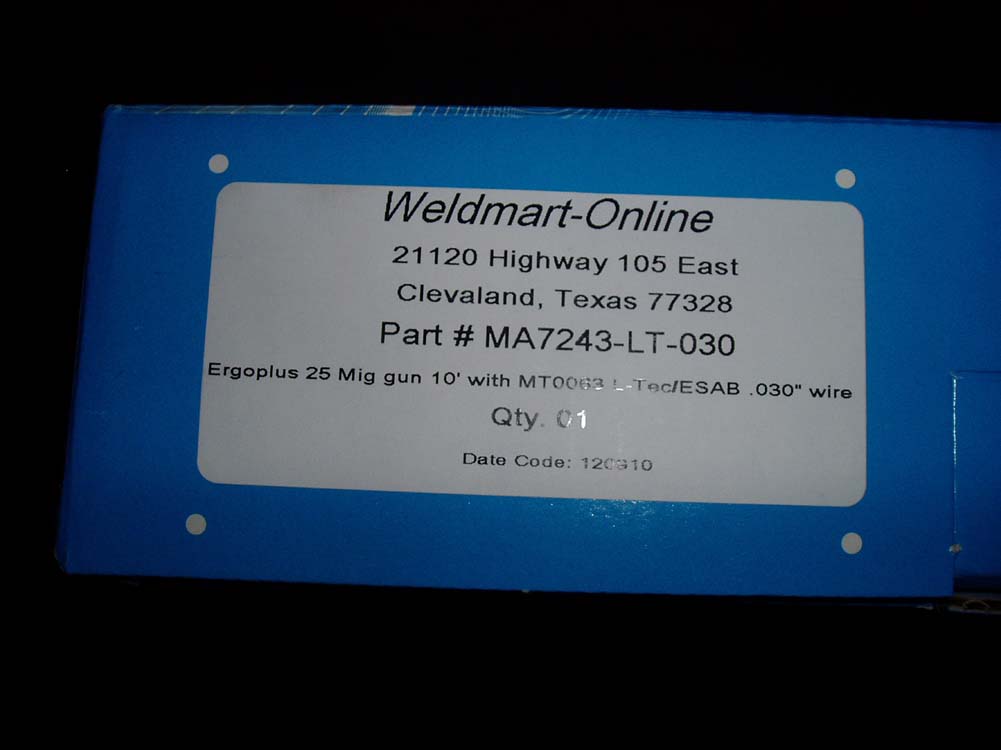 Weldmart-Online
21120 Highway 105 East
Clevaland, Texas 77328
Part # MA7243-LT-030
Ergoplus 25 Mig gun 10' with MT0063 L-Tec/ESAB .030" wire
Qty. 01
Date Code: